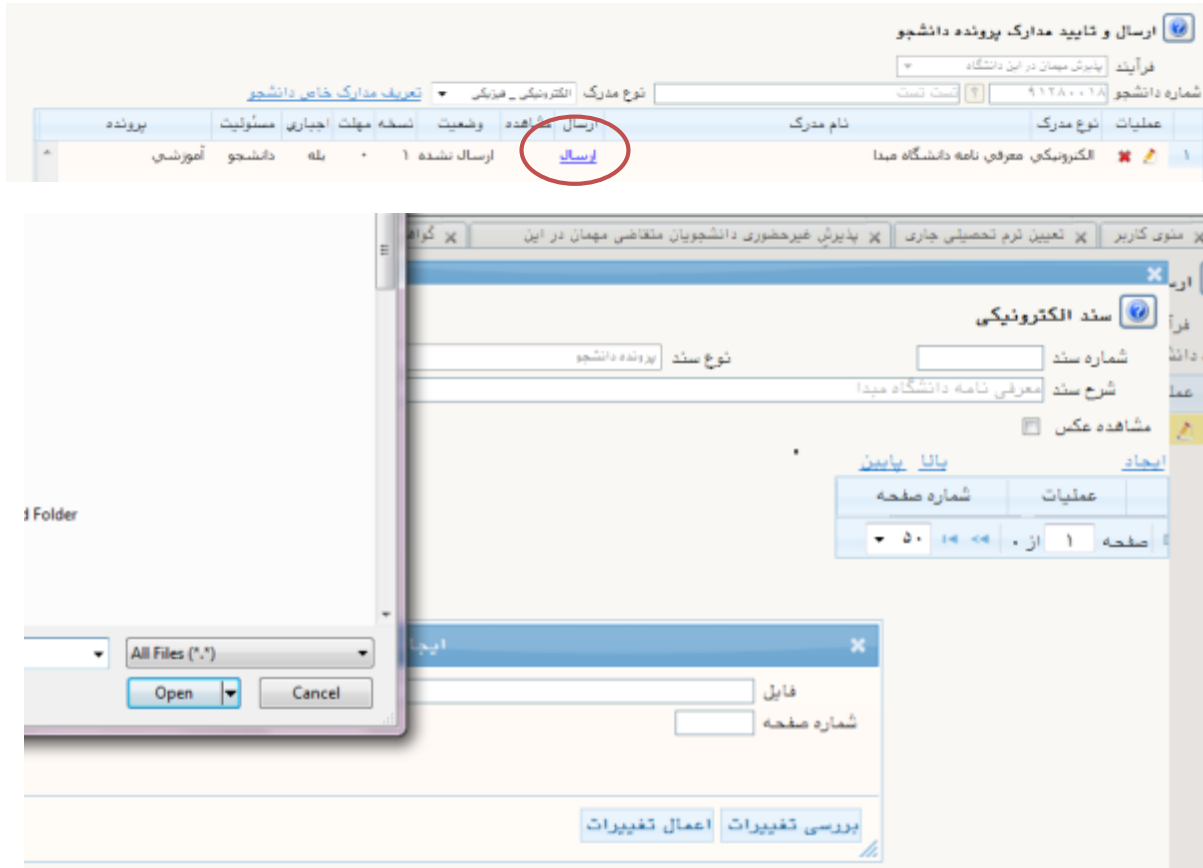 ارسال و تایید مدارک پرونده دانشجو
فرآیند پذیرش میهمان در این دانشگاه
شماره دانشجو ۹۱۲۸۰۰۱۸ ؟ تست تست نوع مدرک الکترونیکی _ فیزیکی تعریف مدارک خاص دانشجو
عملیات نوع مدرک نام مدرک ارسال مشاهده وضعیت نسخه مهلت اجباری مسئولیت پرونده
۱ الکترونیکی معرفی نامه دانشگاه مبدا ارسال ارسال نشده ۱ ۰ بله دانشجو آموزشی
منوی کاربر تعیین ترم تحصیلی جاری پذیرش غیرحضوری دانشجویان متقاضی مهمان در این گواه
سند الکترونیکی
شماره سند نوع سند پرونده دانشجو
شرح سند معرفی نامه دانشگاه مبدا
مشاهده عکس
ایجاد بالا پایین
عملیات شماره صفحه
صفحه ۱ از ۰ ۵۰
d Folder
All Files (*.*)
Open Cancel
ایجا
فایل
شماره صفحه
بررسی تغییرات اعمال تغییرات